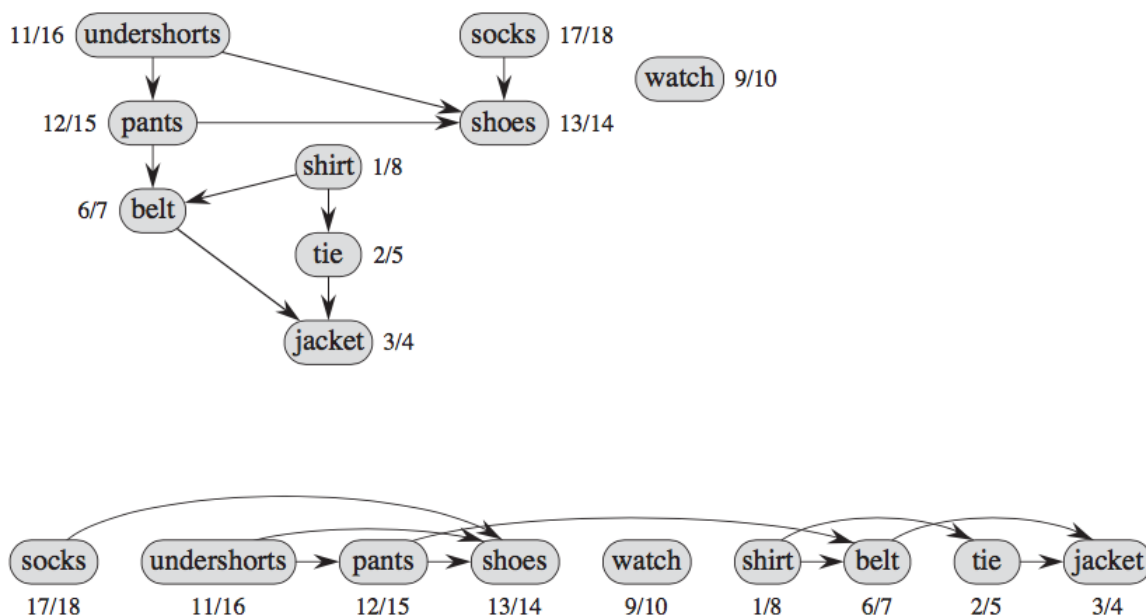 11/16 undershorts socks 17/18
watch 9/10
12/15 pants shoes 13/14
shirt 1/8
6/7 belt
tie 2/5
jacket 3/4
socks undershorts pants shoes watch shirt belt tie jacket
17/18 11/16 12/15 13/14 9/10 1/8 6/7 2/5 3/4